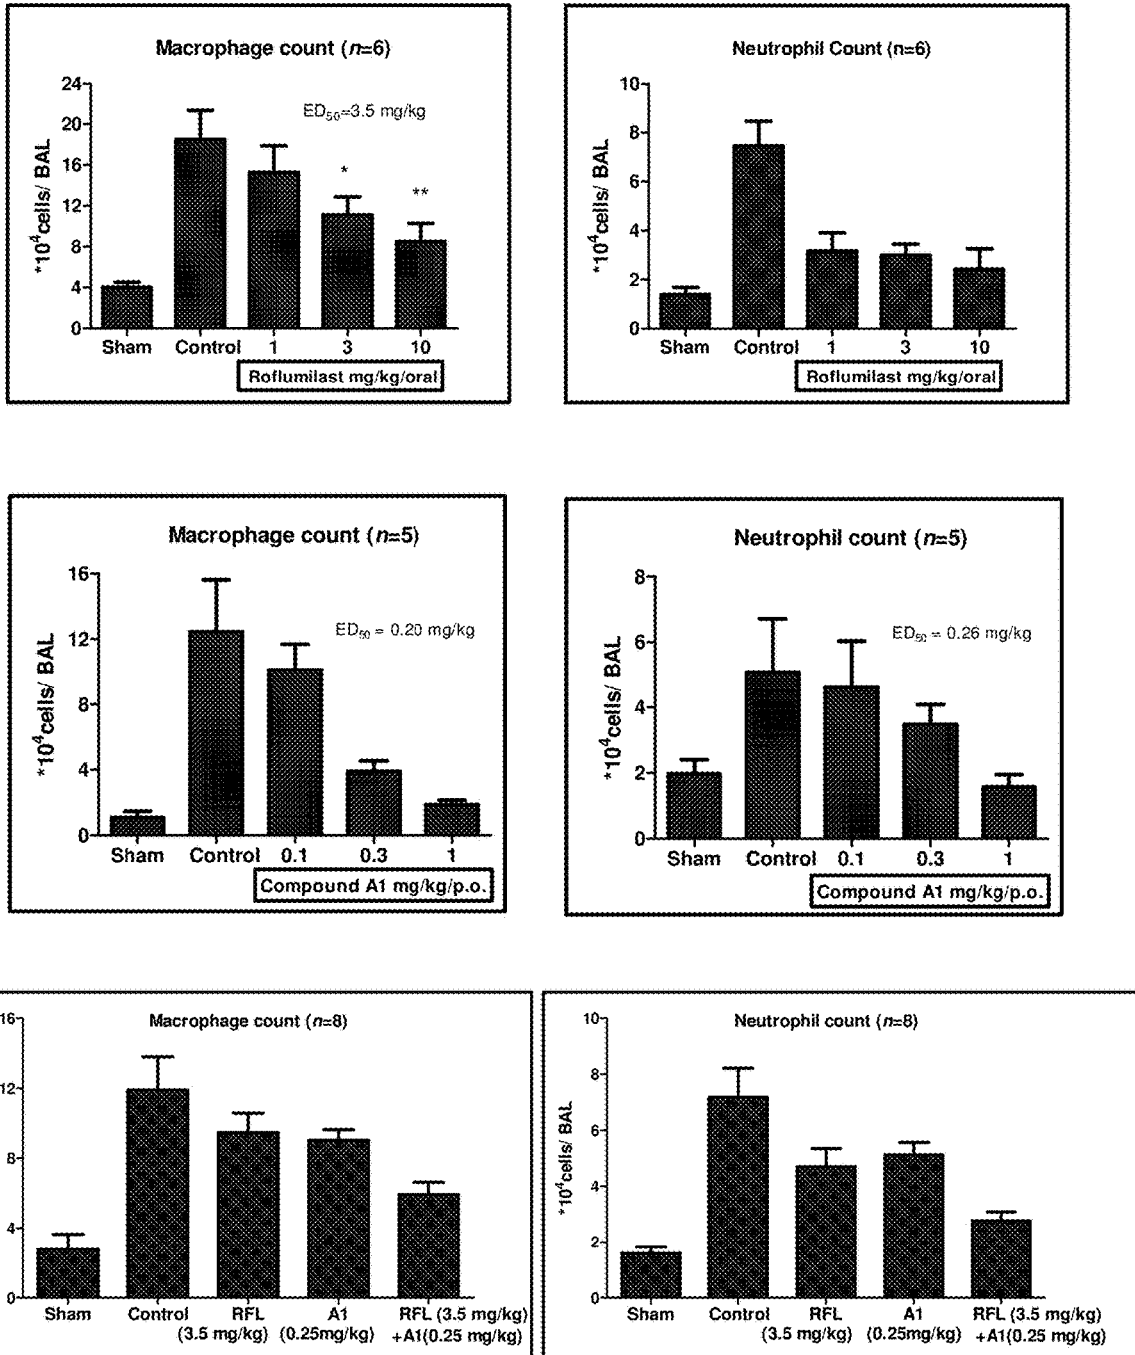 Macrophage count (n=6)
24
20
16
12
8
4
0
*10⁴cells/ BAL
ED₅₀=3.5 mg/kg
*
**
Sham Control 1 3 10
Roflumilast mg/kg/oral
Neutrophil Count (n=6)
10
8
6
4
2
0
*10⁴cells/ BAL
Sham Control 1 3 10
Roflumilast mg/kg/oral
Macrophage count (n=5)
16
12
8
4
0
*10⁴cells/ BAL
ED₅₀ = 0.20 mg/kg
Sham Control 0.1 0.3 1
Compound A1 mg/kg/p.o.
Neutrophil count (n=5)
8
6
4
2
0
*10⁴cells/ BAL
ED₅₀ = 0.26 mg/kg
Sham Control 0.1 0.3 1
Compound A1 mg/kg/p.o.
Macrophage count (n=8)
16
12
8
4
0
Sham Control RFL A1 RFL (3.5 mg/kg)
(3.5 mg/kg) (0.25mg/kg) +A1(0.25 mg/kg)
Neutrophil count (n=8)
10
8
6
4
2
0
*10⁴cells/ BAL
Sham Control RFL A1 RFL (3.5 mg/kg)
(3.5 mg/kg) (0.25mg/kg) +A1(0.25 mg/kg)